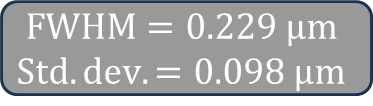 FWHM = 0.229 μm
Std. dev. = 0.098 μm